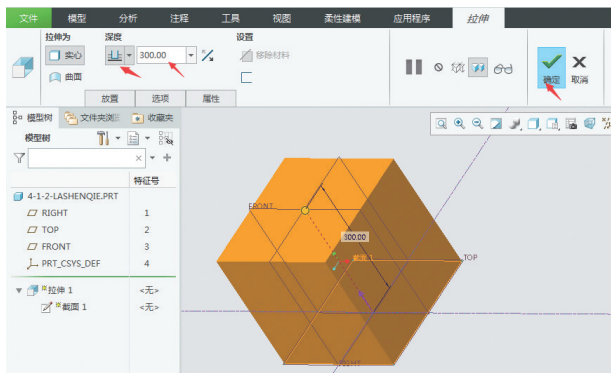 文件 模型 分析 注释 工具 视图 柔性建模 应用程序 拉伸
拉伸为 深度 设置
实心 300.00 移除材料
曲面
确定 取消
放置 选项 属性
模型树 文件夹浏 收藏夹
模型树
特征号
4-1-2-LASHENQIE.PRT
RIGHT 1
TOP 2
FRONT 3
PRT_CSYS_DEF 4
拉伸 1 <无>
截面 1 <无>
FRONT
300.00
截面 1
TOP
RIGHT